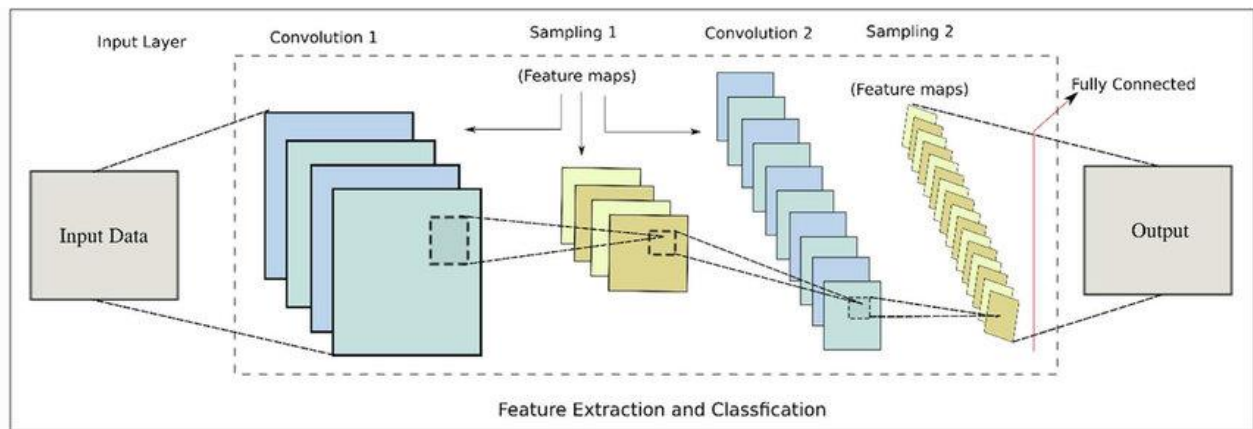 Input Layer
Convolution 1
Sampling 1
Convolution 2
Sampling 2
(Feature maps)
(Feature maps)
Fully Connected
Input Data
Output
Feature Extraction and Classfication